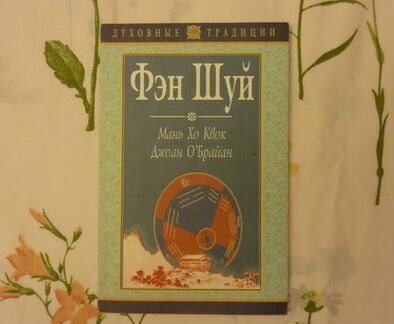 ДУХОВНЫЕ ТРАДИЦИИ
Фэн Шуй
Мань Хо Квок
Джоан О'Брайан